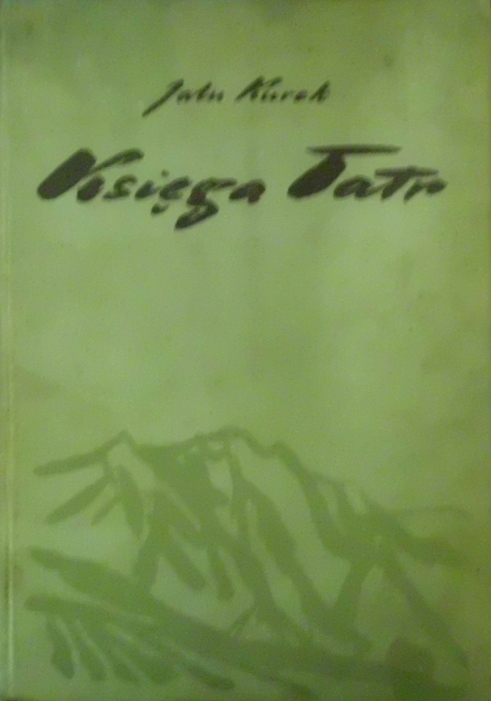 Jalu Kurek
Księga Tatr